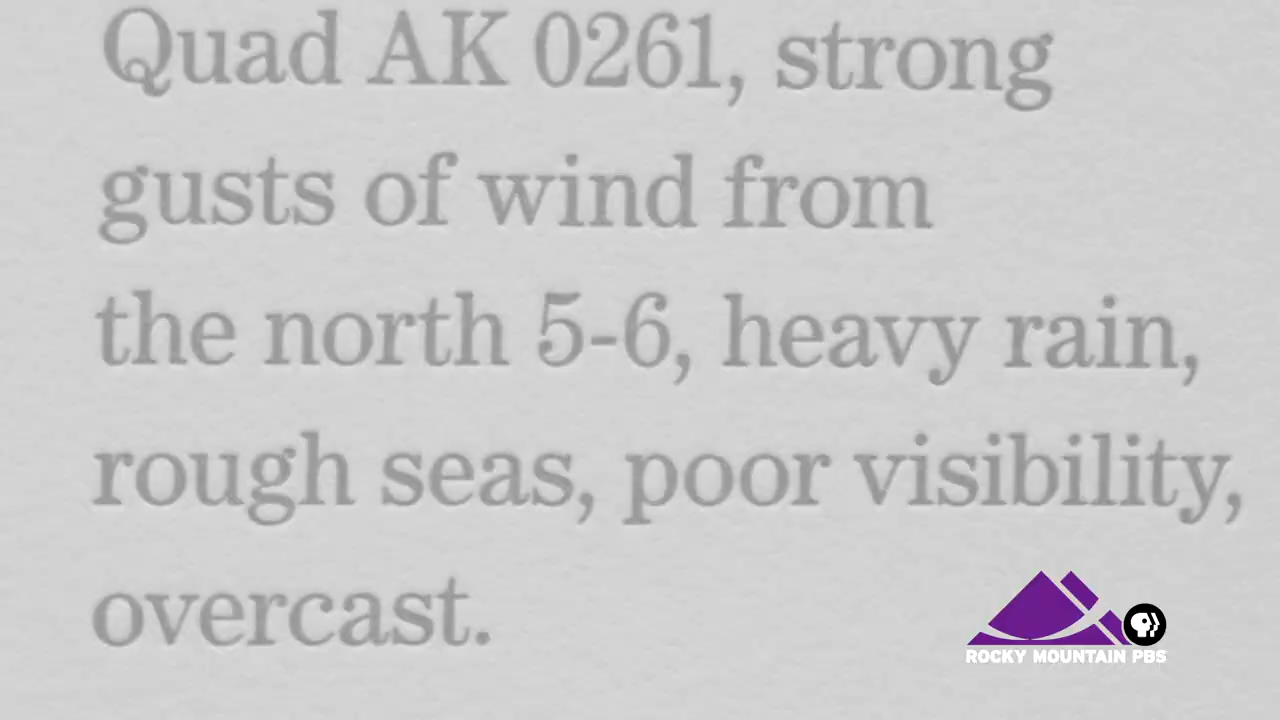 Quad AK 0261, strong
gusts of wind from
the north 5-6, heavy rain,
rough seas, poor visibility,
overcast.
ROCKY MOUNTAIN PBS